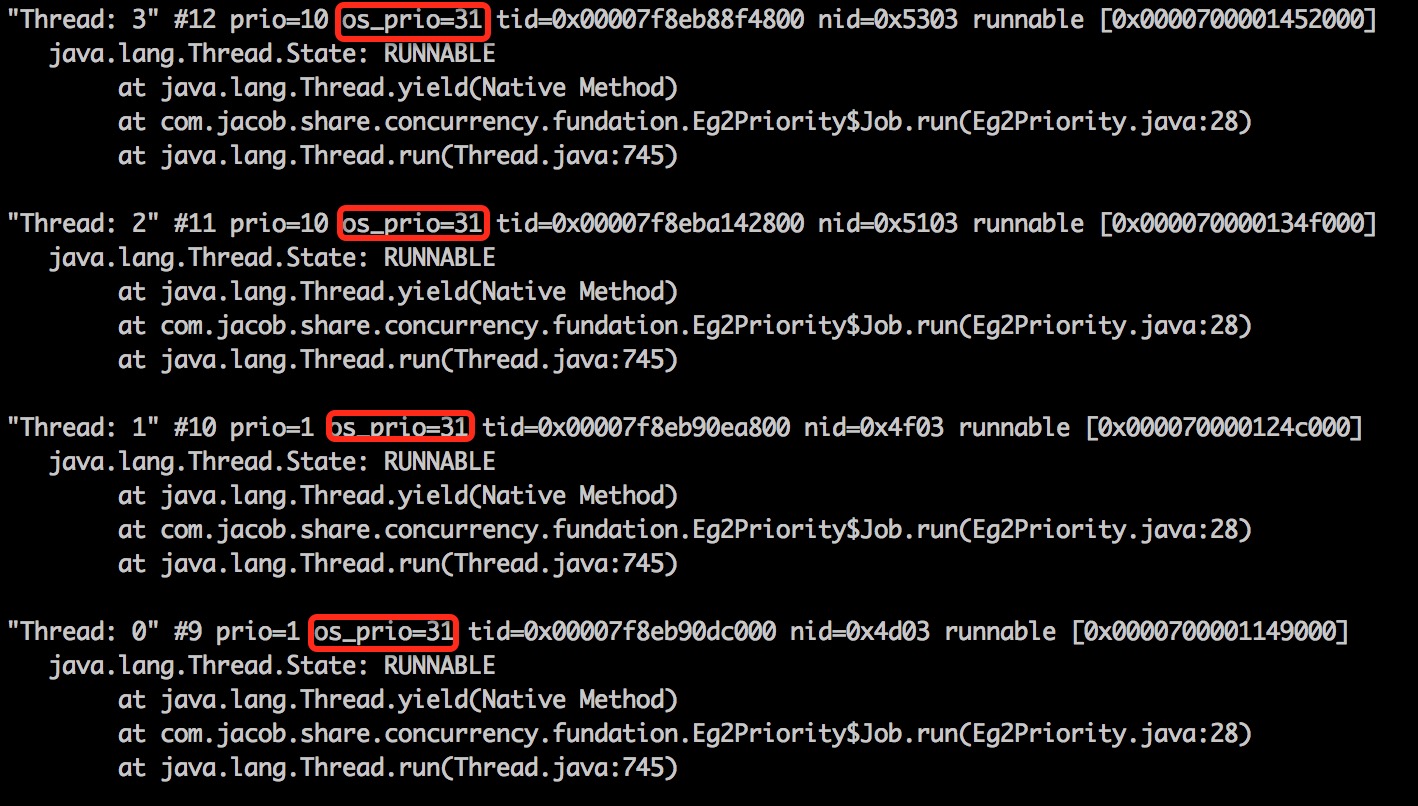 "Thread: 3" #12 prio=10 os_prio=31 tid=0x00007f8eb88f4800 nid=0x5303 runnable [0x0000700001452000]
java.lang.Thread.State: RUNNABLE
at java.lang.Thread.yield(Native Method)
at com.jacob.share.concurrency.fundation.Eg2Priority$Job.run(Eg2Priority.java:28)
at java.lang.Thread.run(Thread.java:745)
"Thread: 2" #11 prio=10 os_prio=31 tid=0x00007f8eba142800 nid=0x5103 runnable [0x000070000134f000]
java.lang.Thread.State: RUNNABLE
at java.lang.Thread.yield(Native Method)
at com.jacob.share.concurrency.fundation.Eg2Priority$Job.run(Eg2Priority.java:28)
at java.lang.Thread.run(Thread.java:745)
"Thread: 1" #10 prio=1 os_prio=31 tid=0x00007f8eb90ea800 nid=0x4f03 runnable [0x000070000124c000]
java.lang.Thread.State: RUNNABLE
at java.lang.Thread.yield(Native Method)
at com.jacob.share.concurrency.fundation.Eg2Priority$Job.run(Eg2Priority.java:28)
at java.lang.Thread.run(Thread.java:745)
"Thread: 0" #9 prio=1 os_prio=31 tid=0x00007f8eb90dc000 nid=0x4d03 runnable [0x0000700001149000]
java.lang.Thread.State: RUNNABLE
at java.lang.Thread.yield(Native Method)
at com.jacob.share.concurrency.fundation.Eg2Priority$Job.run(Eg2Priority.java:28)
at java.lang.Thread.run(Thread.java:745)